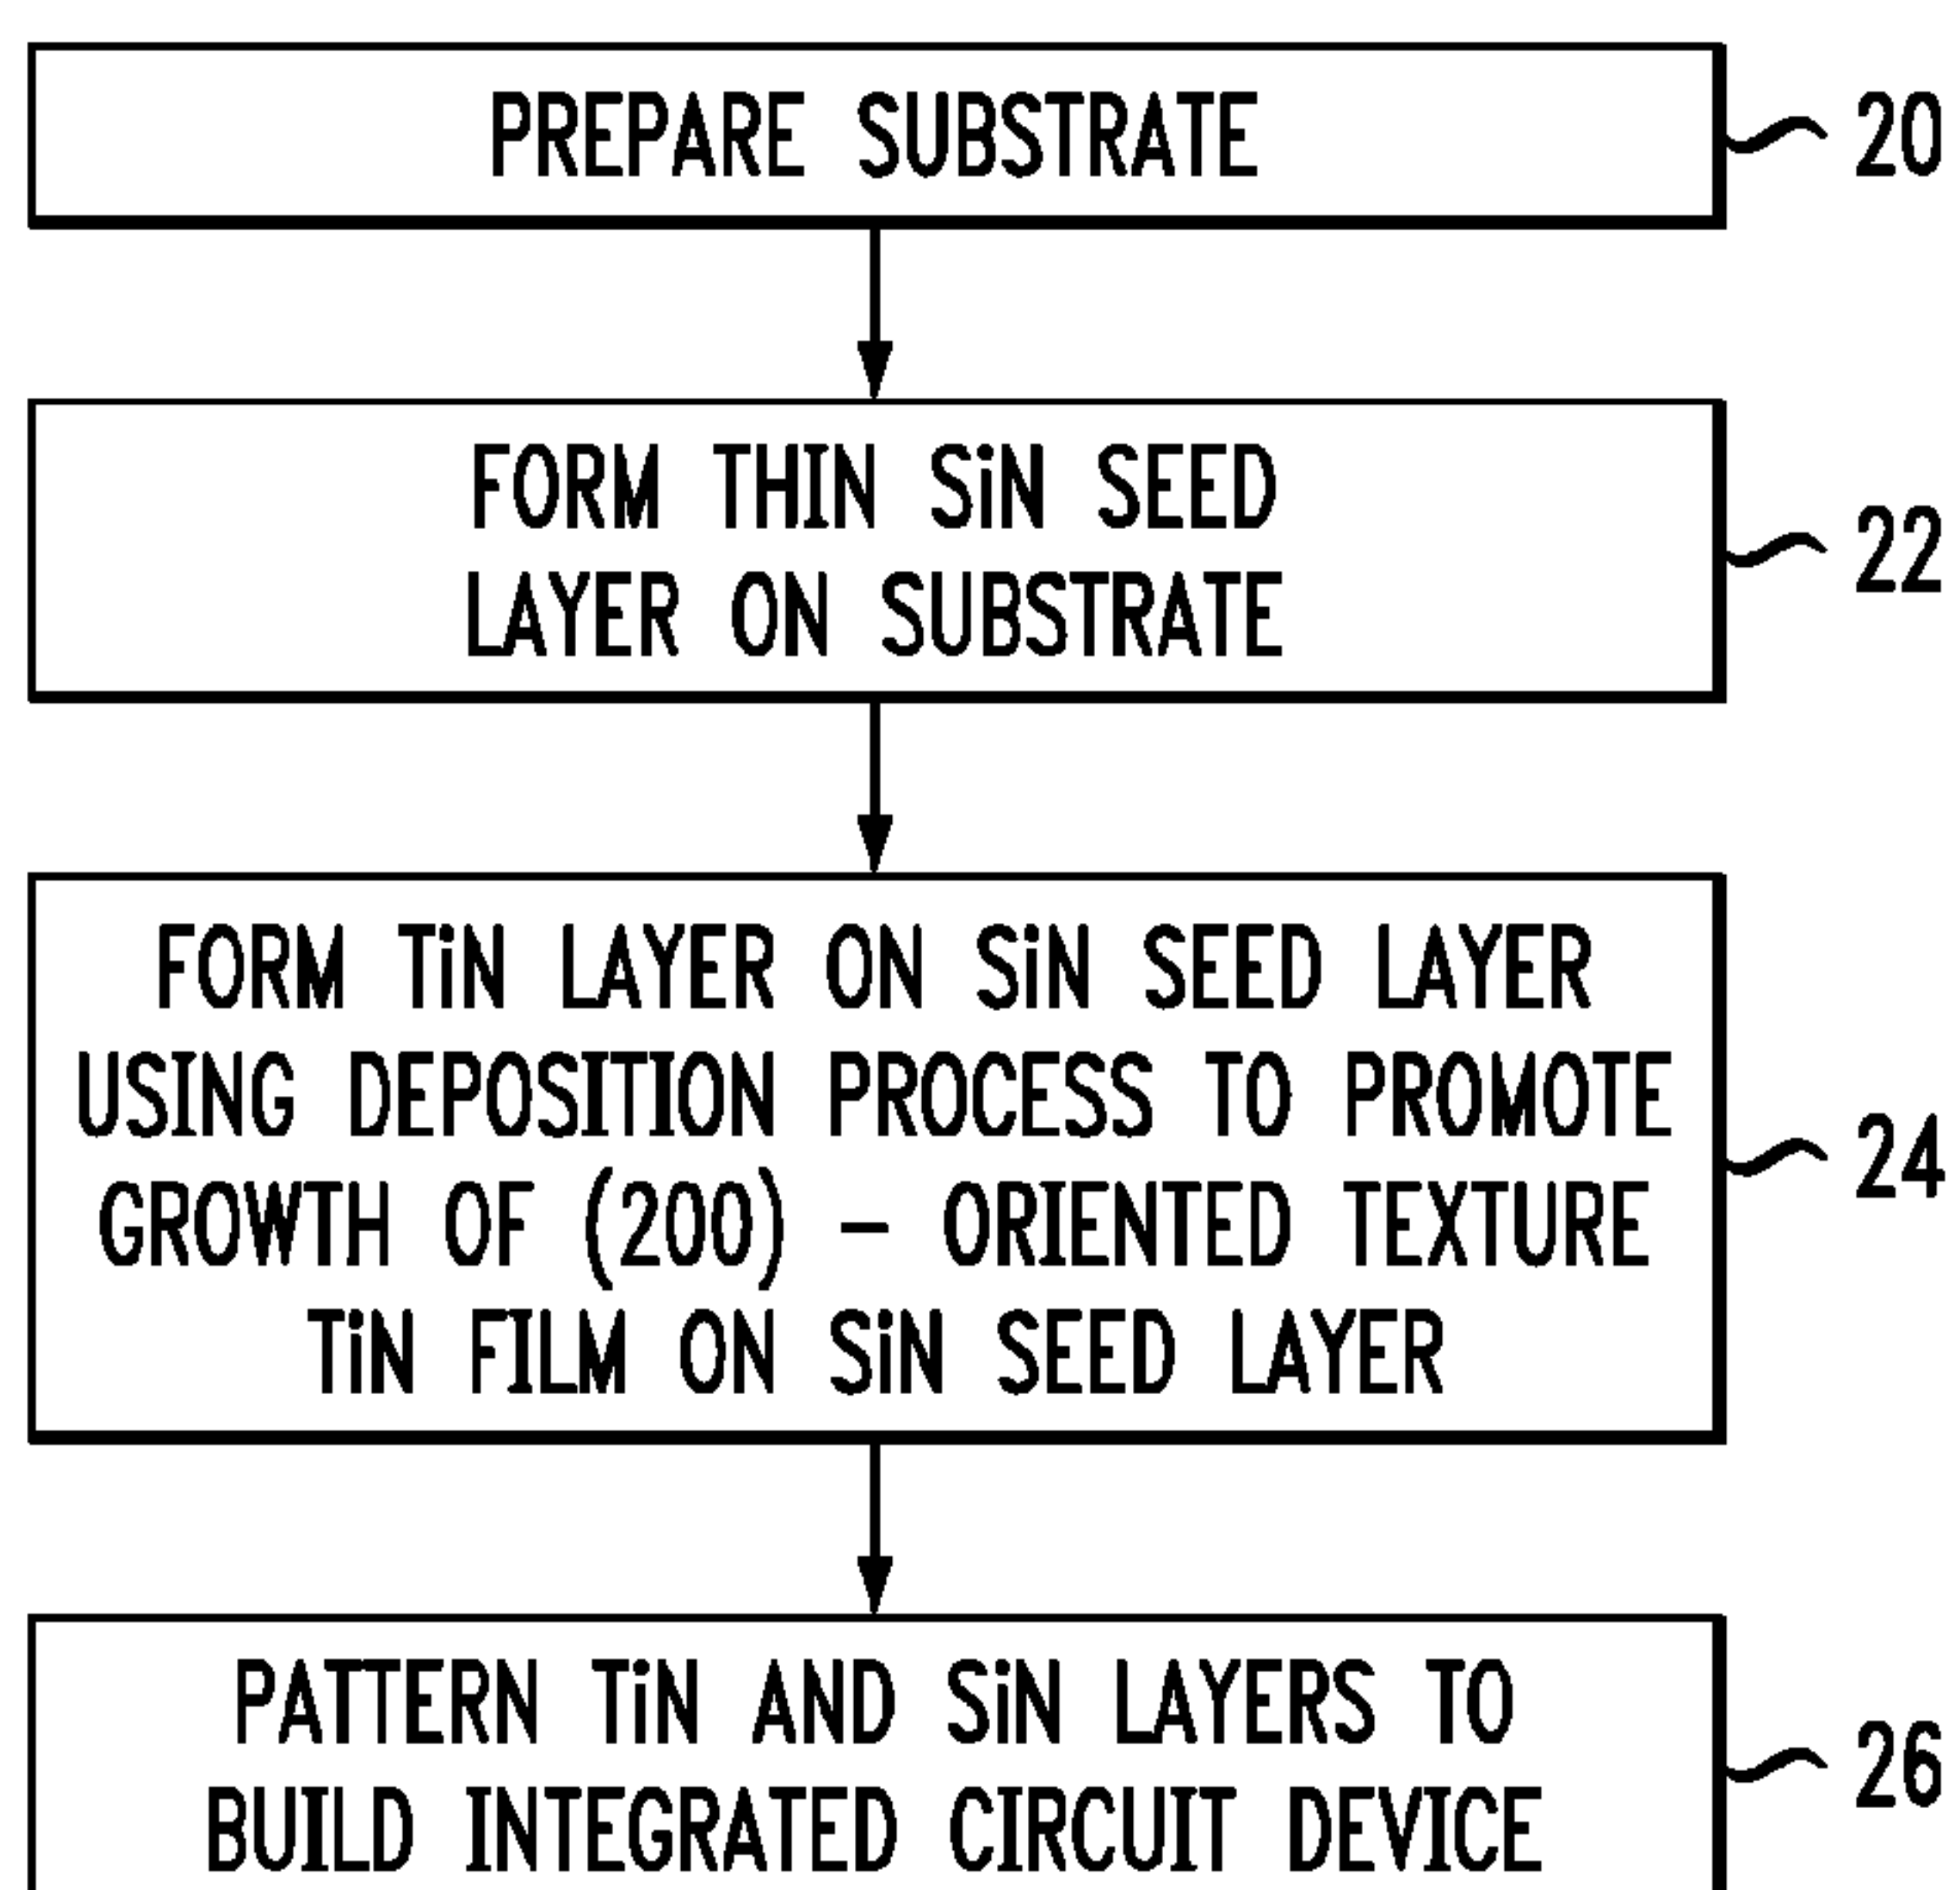 PREPARE SUBSTRATE
20
FORM THIN SiN SEED
LAYER ON SUBSTRATE
22
FORM TiN LAYER ON SiN SEED LAYER
USING DEPOSITION PROCESS TO PROMOTE
GROWTH OF (200) - ORIENTED TEXTURE
TiN FILM ON SiN SEED LAYER
24
PATTERN TiN AND SiN LAYERS TO
BUILD INTEGRATED CIRCUIT DEVICE
26